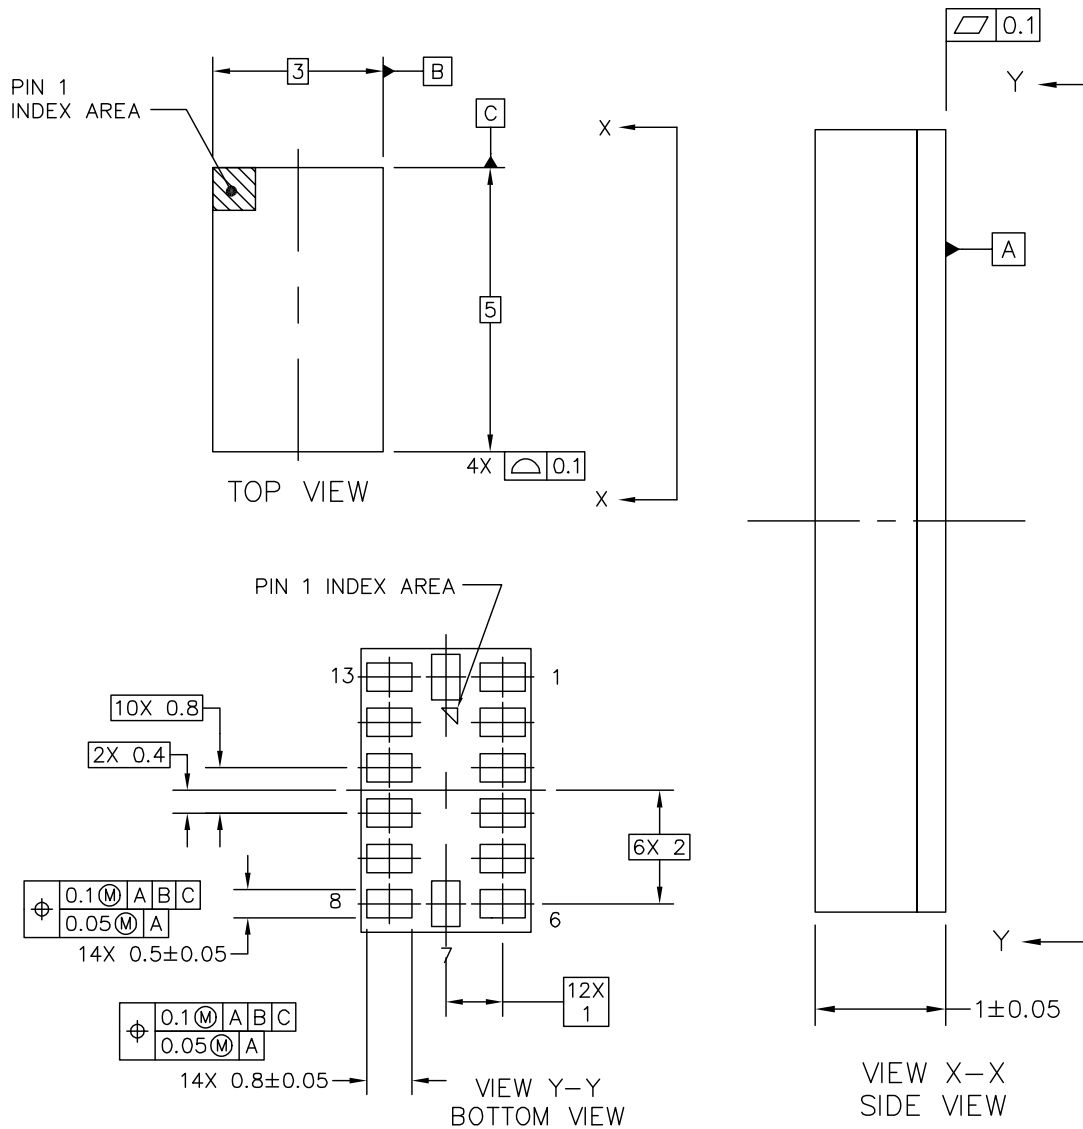 0.1
3
B
Y
PIN 1
INDEX AREA
C
X
A
5
4X 0.1
TOP VIEW
X
PIN 1 INDEX AREA
13
1
10X 0.8
2X 0.4
6X 2
0.1 Ⓜ A B C
0.05 Ⓜ A
14X 0.5±0.05
8
6
7
Y
12X
1
1±0.05
0.1 Ⓜ A B C
0.05 Ⓜ A
14X 0.8±0.05
VIEW Y-Y
BOTTOM VIEW
VIEW X-X
SIDE VIEW